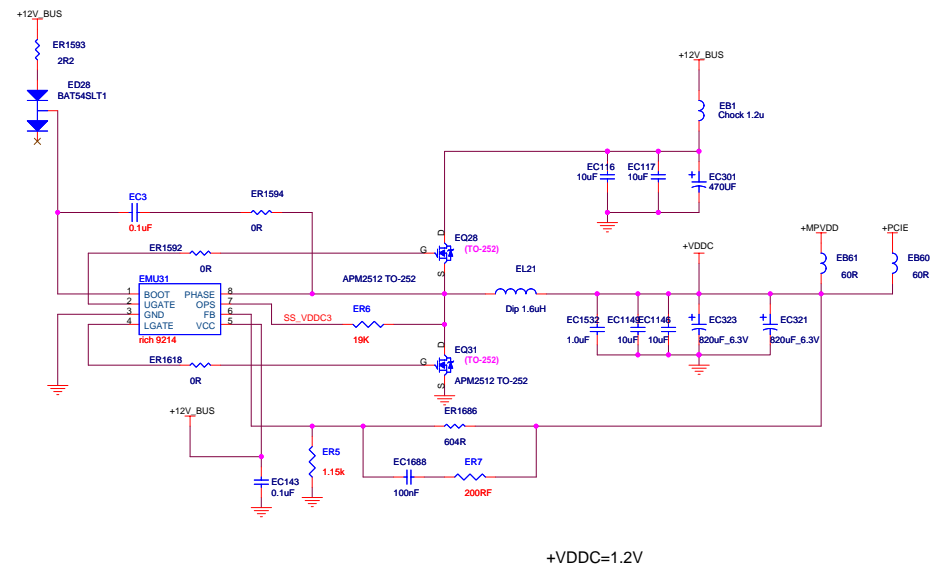 +12V_BUS
ER1593
2R2
ED28
BAT54SLT1
+12V_BUS
EB1
Chock 1.2u
EC116
10uF
EC117
10uF
EC301
470UF
EC3
0.1uF
ER1594
0R
+MPVDD
+PCIE
+VDDC
EB61
60R
EB60
60R
ER1592
0R
D
G
S
EQ28
(TO-252)
APM2512 TO-252
EL21
Dip 1.6uH
EMU31
1 BOOT PHASE 8
2 UGATE OPS 7
3 GND FB 6
4 LGATE VCC 5
rich 9214
SS_VDDC3
ER6
19K
EC1532
1.0uF
EC1149
10uF
EC1146
10uF
EC323
820uF_6.3V
EC321
820uF_6.3V
ER1618
0R
D
G
S
EQ31
(TO-252)
APM2512 TO-252
+12V_BUS
ER1686
604R
ER5
1.15k
EC1688
100nF
ER7
200RF
EC143
0.1uF
+VDDC=1.2V